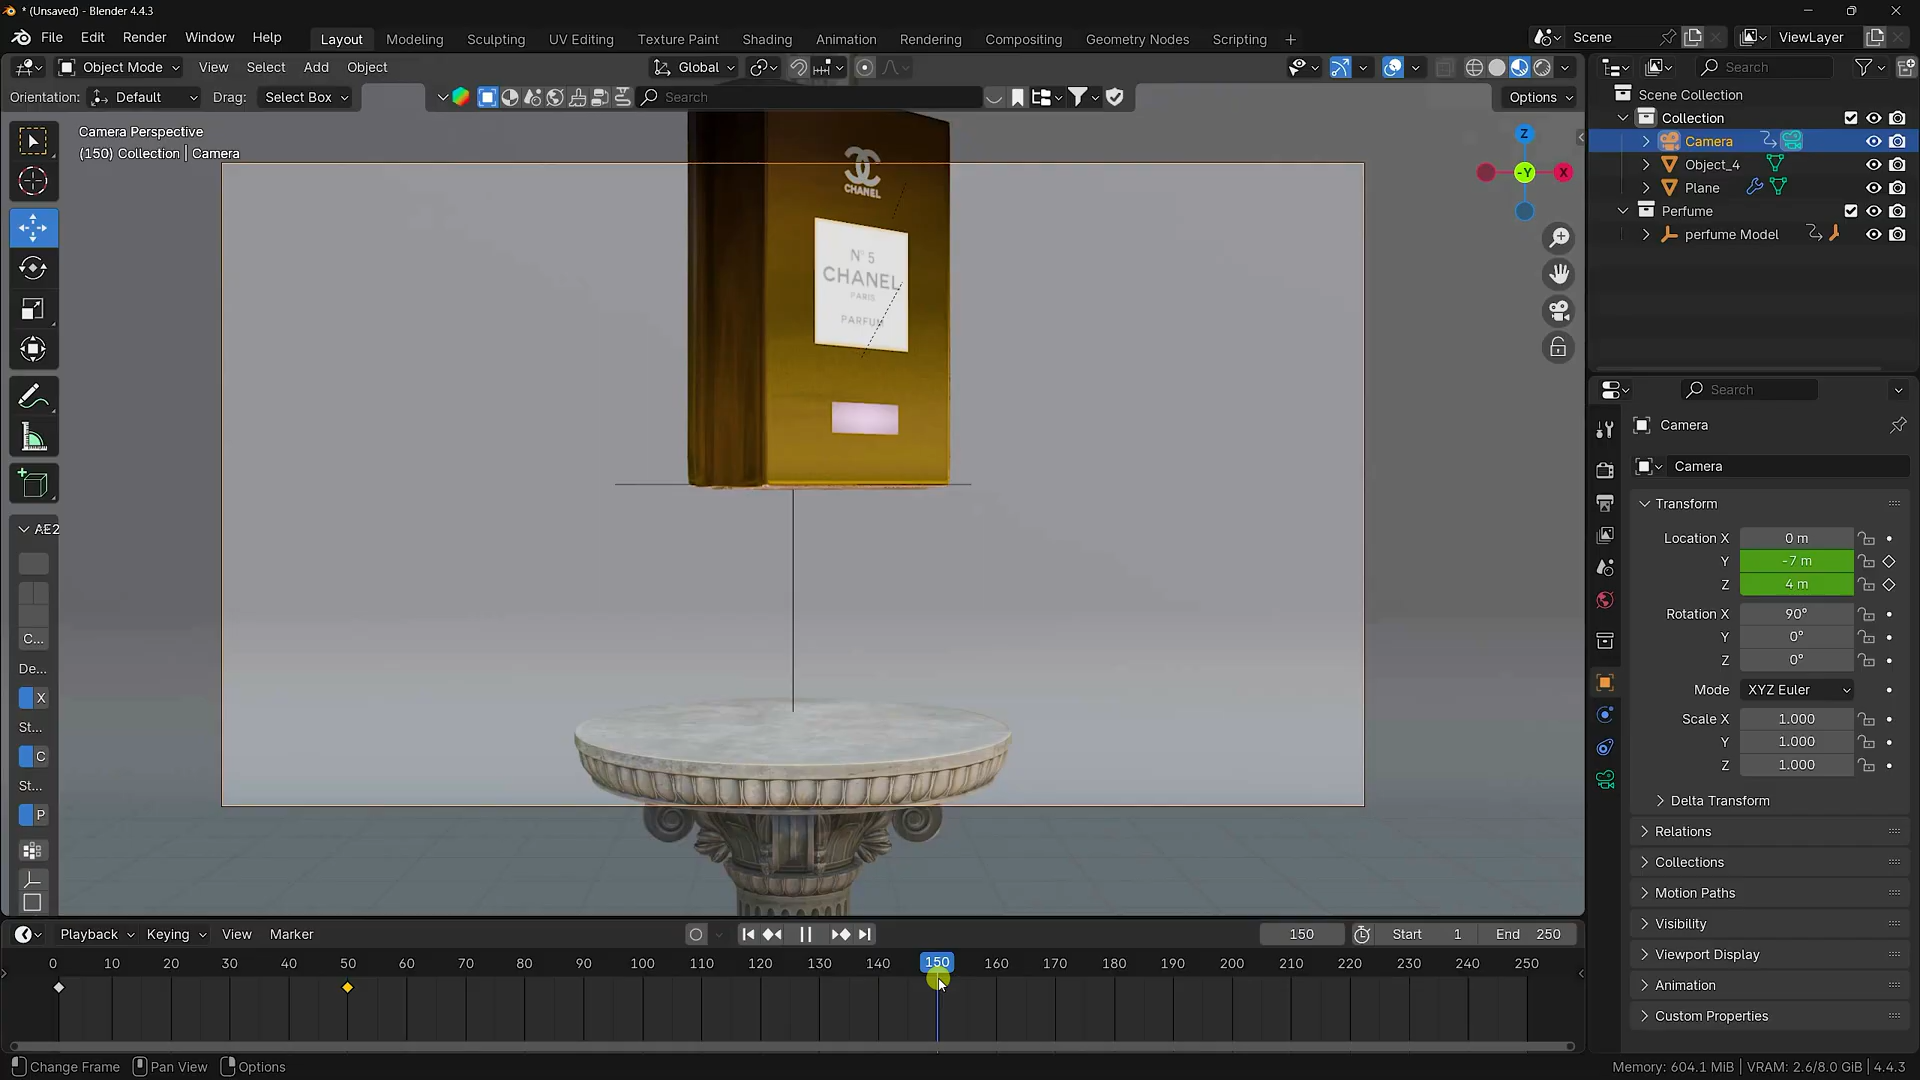 * (Unsaved) - Blender 4.4.3
File Edit Render Window Help
Layout Modeling Sculpting UV Editing Texture Paint Shading Animation Rendering Compositing Geometry Nodes Scripting +
Scene
ViewLayer
Object Mode View Select Add Object
Global
Search
Orientation: Default Drag: Select Box
Search
Options
Camera Perspective
(150) Collection | Camera
Z
-Y
X
CHANEL
N° 5
CHANEL
PARIS
PARFUM
AE2
C...
De...
X
St...
C
St...
P
Scene Collection
Collection
Camera
Object_4
Plane
Perfume
perfume Model
Search
Camera
Camera
Transform
Location X 0 m
Y -7 m
Z 4 m
Rotation X 90°
Y 0°
Z 0°
Mode XYZ Euler
Scale X 1.000
Y 1.000
Z 1.000
Delta Transform
Relations
Collections
Motion Paths
Visibility
Viewport Display
Animation
Custom Properties
Playback Keying View Marker
150 Start 1 End 250
0 10 20 30 40 50 60 70 80 90 100 110 120 130 140 150 160 170 180 190 200 210 220 230 240 250
Change Frame Pan View Options
Memory: 604.1 MiB | VRAM: 2.6/8.0 GiB | 4.4.3